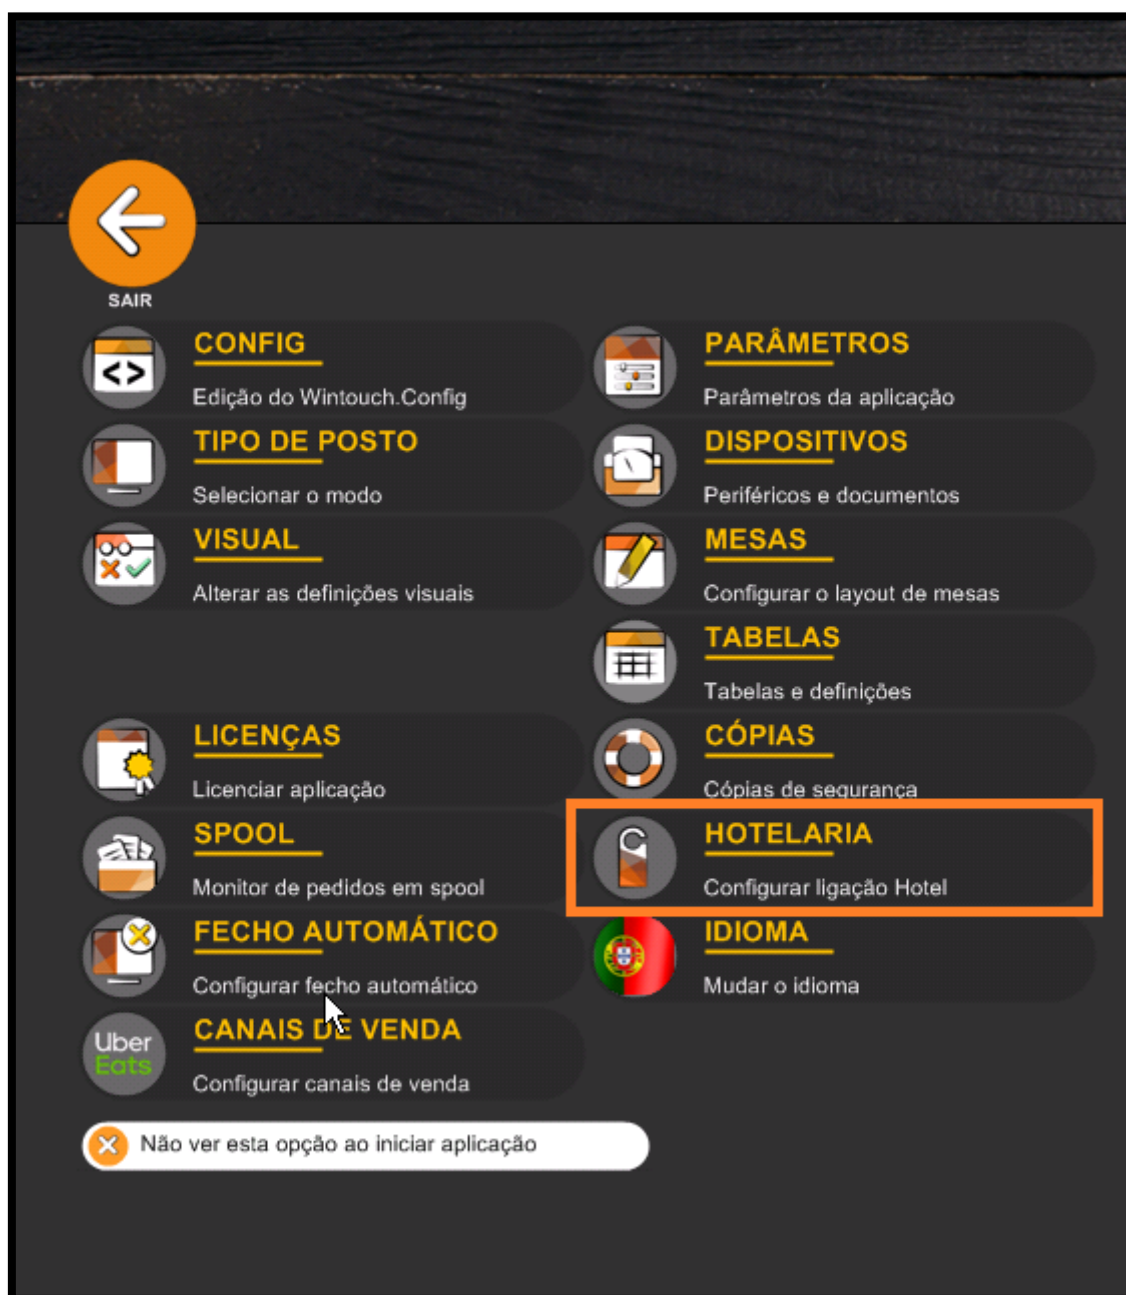 SAIR
CONFIG
Edição do Wintouch.Config
PARÂMETROS
Parâmetros da aplicação
TIPO DE POSTO
Selecionar o modo
DISPOSITIVOS
Periféricos e documentos
VISUAL
Alterar as definições visuais
MESAS
Configurar o layout de mesas
TABELAS
Tabelas e definições
LICENÇAS
Licenciar aplicação
CÓPIAS
Cópias de segurança
SPOOL
Monitor de pedidos em spool
HOTELARIA
Configurar ligação Hotel
FECHO AUTOMÁTICO
Configurar fecho automático
IDIOMA
Mudar o idioma
Uber
Eats
CANAIS DE VENDA
Configurar canais de venda
Não ver esta opção ao iniciar aplicação